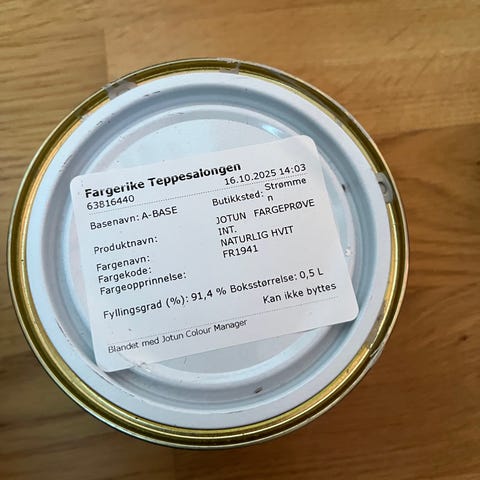 Fargerike Teppesalongen
63816440 16.10.2025 14:03
Basenavn: A-BASE Butikksted: Strømme
n
Produktnavn: JOTUN FARGEPRØVE
INT.
Fargenavn: NATURLIG HVIT
Fargekode: FR1941
Fargeopprinnelse:
Fyllingsgrad (%): 91,4 % Boksstørrelse: 0,5 L
Kan ikke byttes
Blandet med Jotun Colour Manager